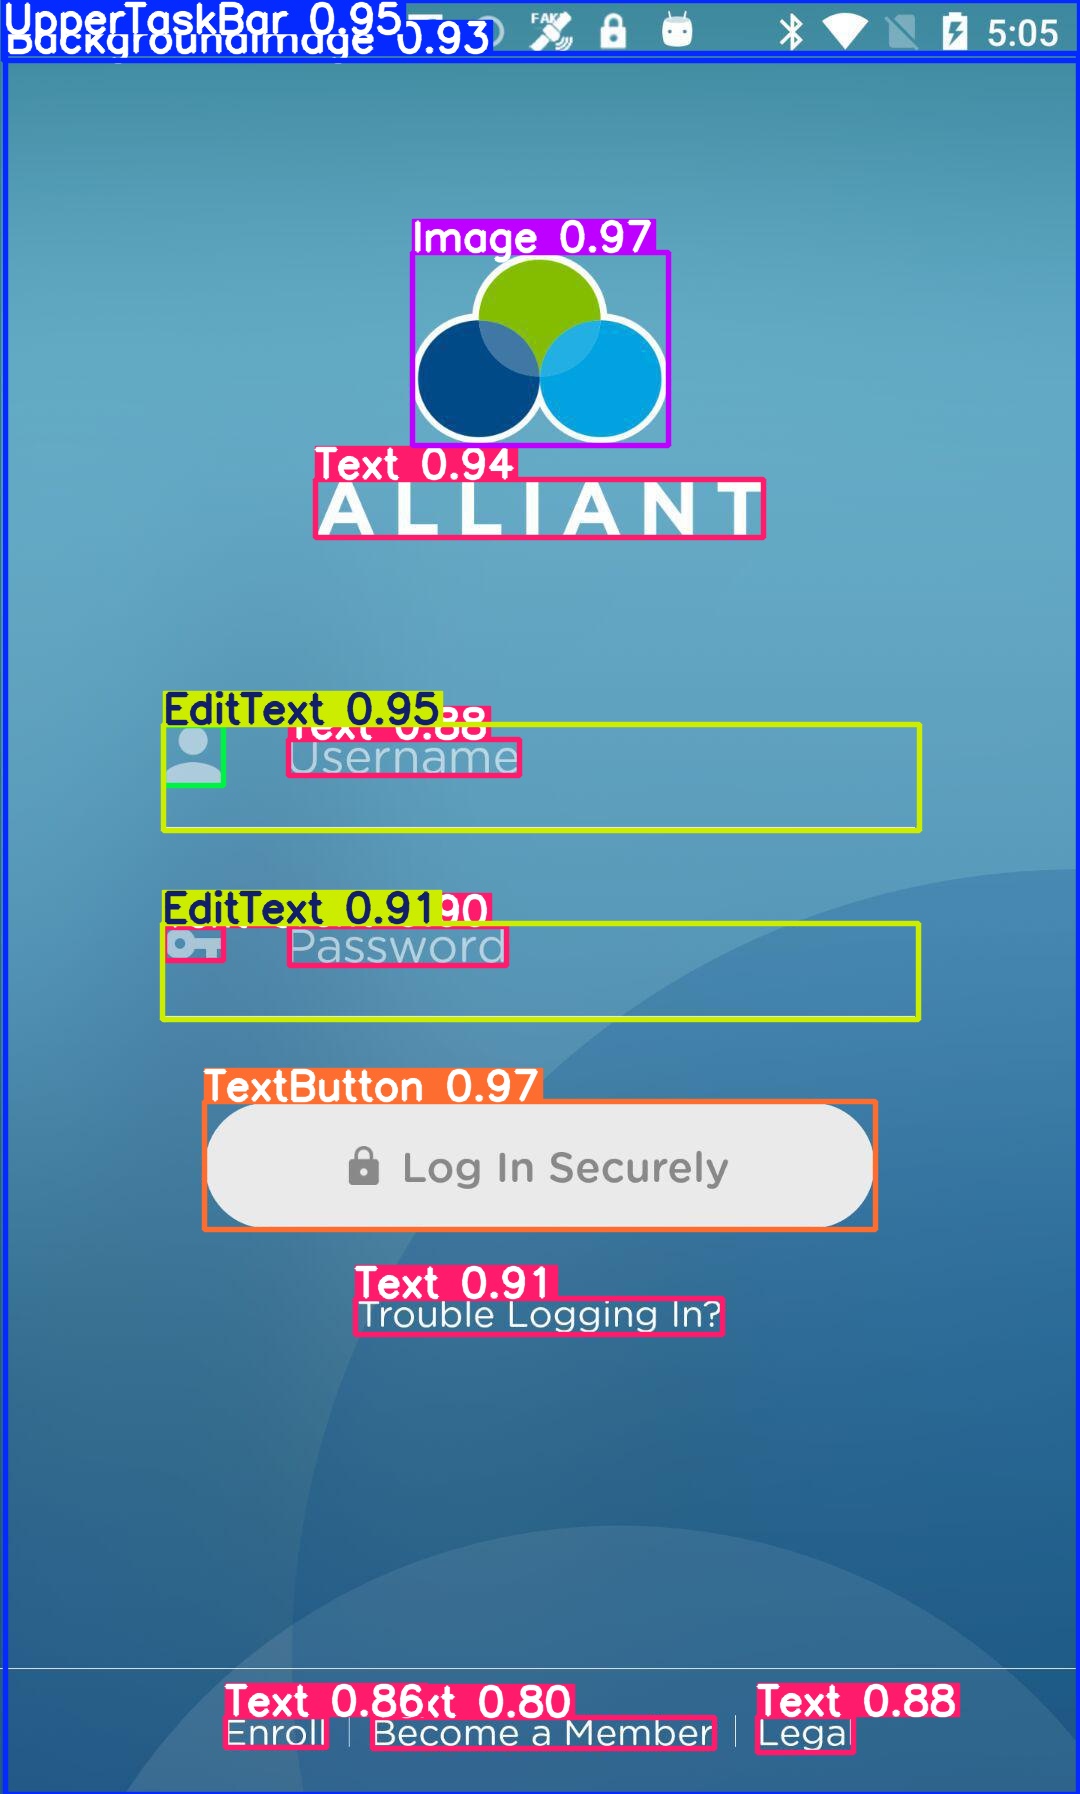 UpperTaskBar 0.95
BackgroundImage 0.93
FAKE
5:05
Image 0.97
Text 0.94
ALLIANT
EditText 0.95
Text 0.88
Username
EditText 0.91
90
Password
TextButton 0.97
Log In Securely
Text 0.91
Trouble Logging In?
Text 0.86
xt 0.80
Text 0.88
Enroll
Become a Member
Legal